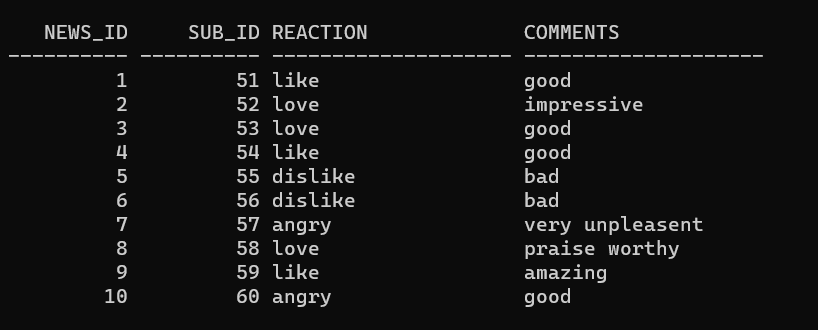 NEWS_ID SUB_ID REACTION COMMENTS
---------- ---------- -------------------- --------------------
1 51 like good
2 52 love impressive
3 53 love good
4 54 like good
5 55 dislike bad
6 56 dislike bad
7 57 angry very unpleasent
8 58 love praise worthy
9 59 like amazing
10 60 angry good